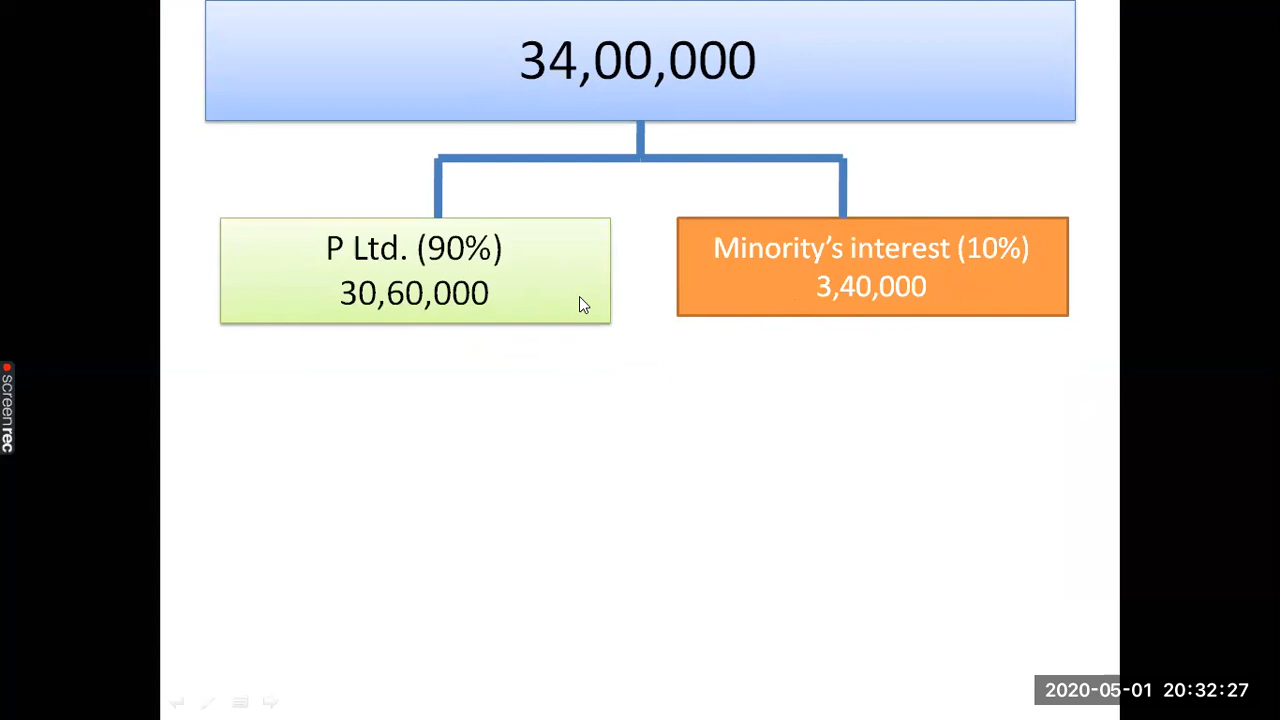 34,00,000
P Ltd. (90%)
30,60,000
Minority’s interest (10%)
3,40,000
screenrec
2020-05-01 20:32:27